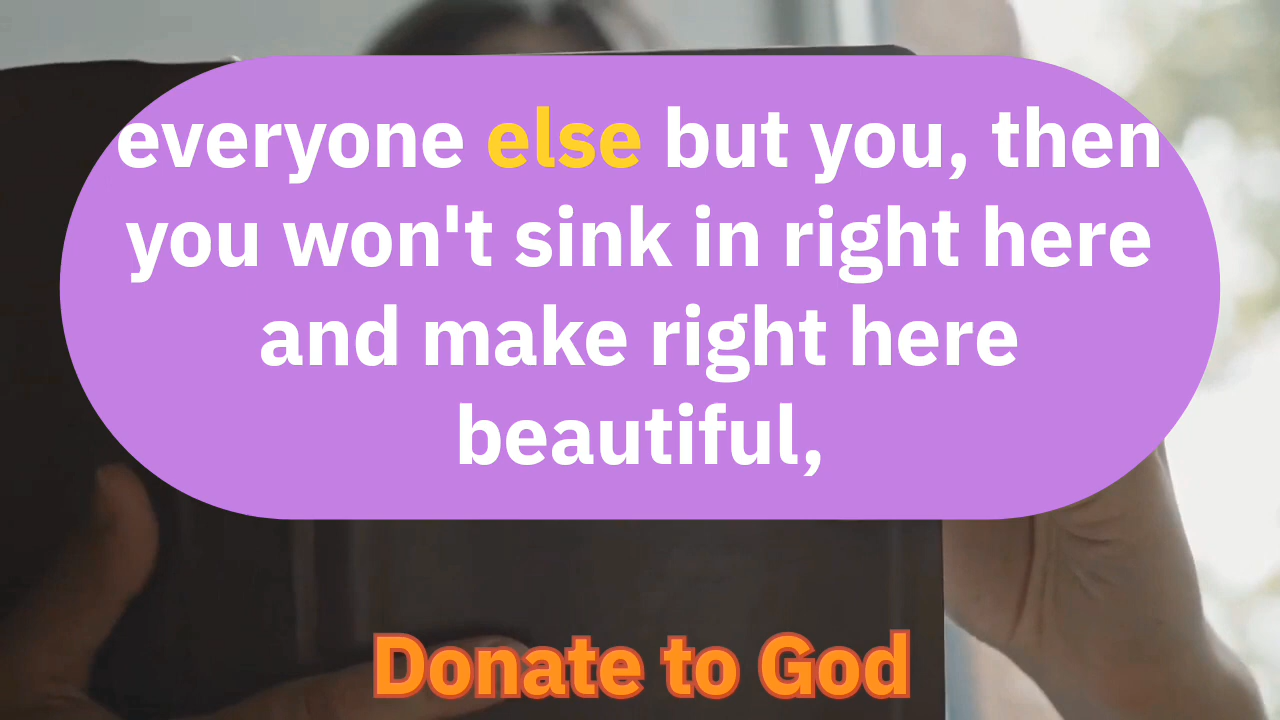 everyone else but you, then
you won't sink in right here
and make right here
beautiful,
Donate to God